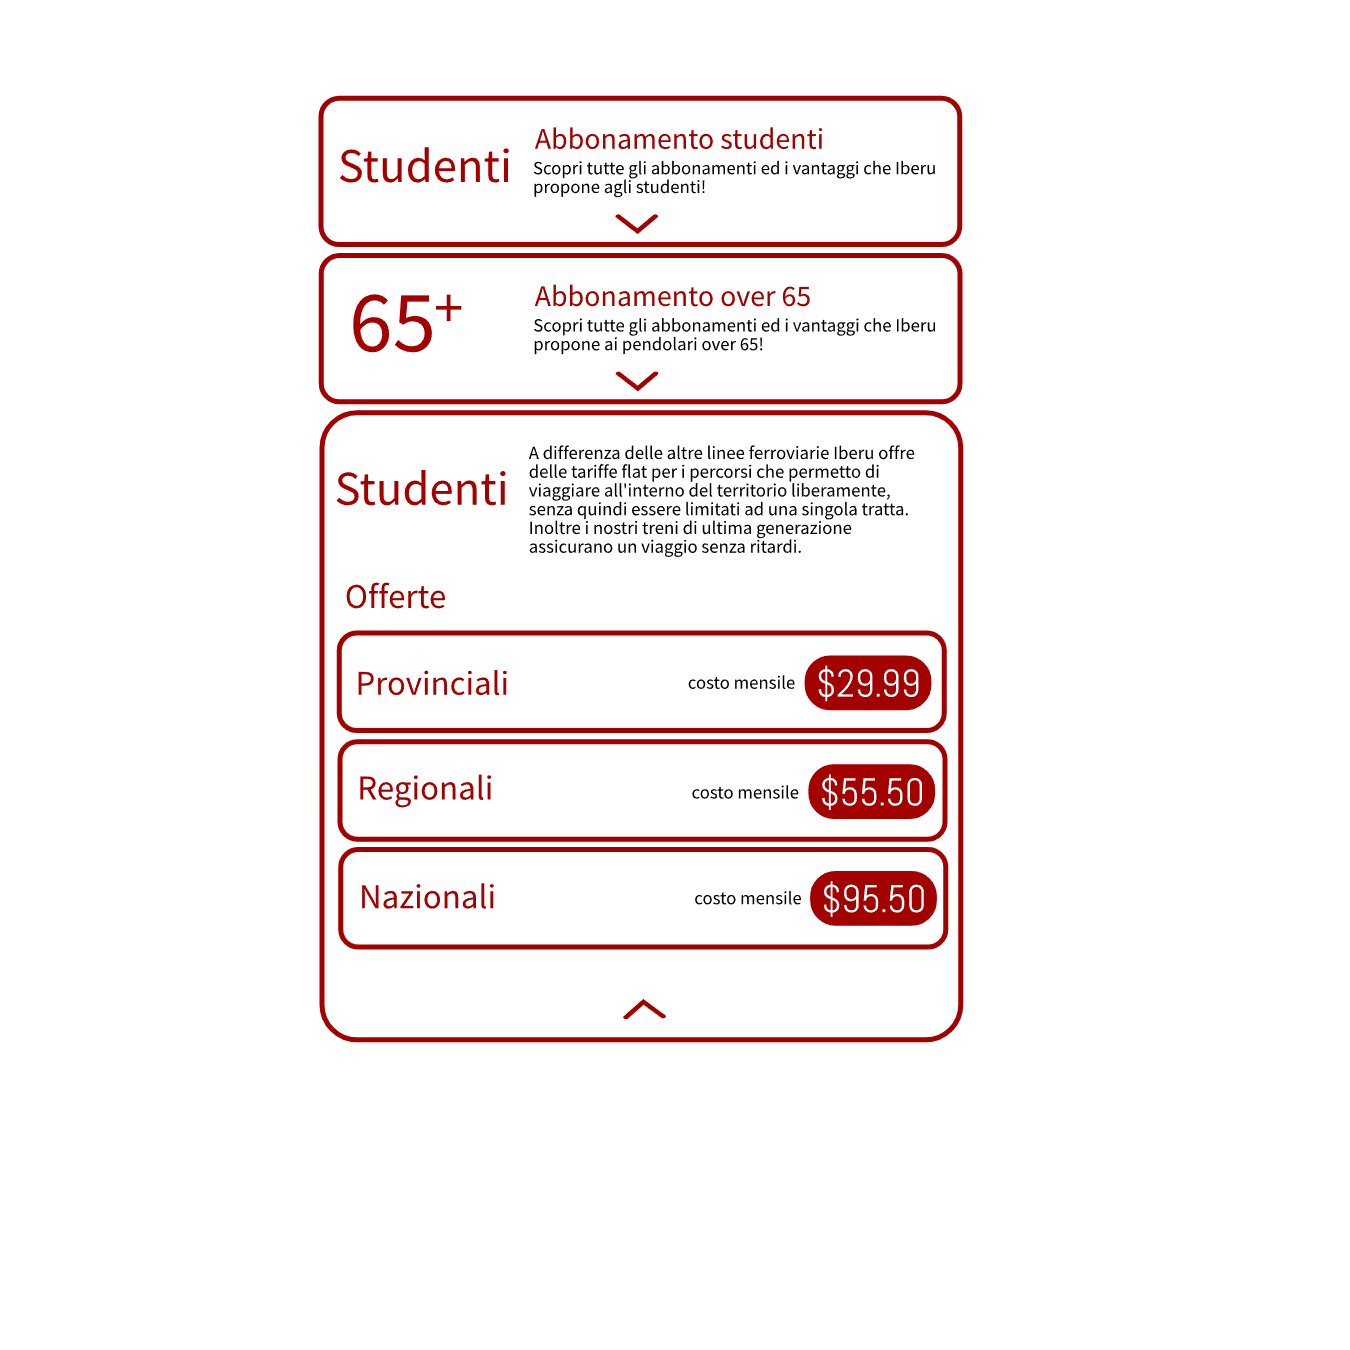 Studenti
Abbonamento studenti
Scopri tutte gli abbonamenti ed i vantaggi che Iberu
propone agli studenti!
65+
Abbonamento over 65
Scopri tutte gli abbonamenti ed i vantaggi che Iberu
propone ai pendolari over 65!
Studenti
A differenza delle altre linee ferroviarie Iberu offre
delle tariffe flat per i percorsi che permetto di
viaggiare all'interno del territorio liberamente,
senza quindi essere limitati ad una singola tratta.
Inoltre i nostri treni di ultima generazione
assicurano un viaggio senza ritardi.
Offerte
Provinciali costo mensile $29.99
Regionali costo mensile $55.50
Nazionali costo mensile $95.50